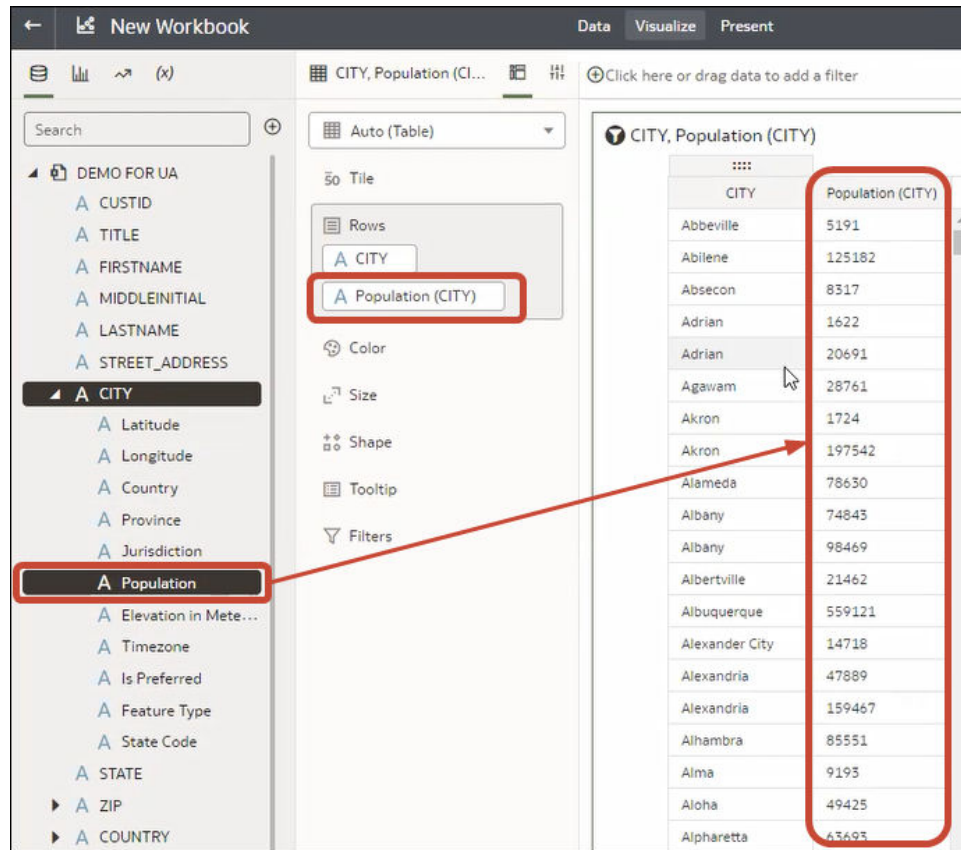 New Workbook
Data Visualize Present
(x)
CITY, Population (CI...
Click here or drag data to add a filter
Search
DEMO FOR UA
CUSTID
TITLE
FIRSTNAME
MIDDLEINITIAL
LASTNAME
STREET_ADDRESS
CITY
Latitude
Longitude
Country
Province
Jurisdiction
Population
Elevation in Mete...
Timezone
Is Preferred
Feature Type
State Code
STATE
ZIP
COUNTRY
Auto (Table)
Tile
Rows
CITY
Population (CITY)
Color
Size
Shape
Tooltip
Filters
CITY, Population (CITY)
CITY Population (CITY)
Abbeville 5191
Abilene 125182
Absecon 8317
Adrian 1622
Adrian 20691
Agawam 28761
Akron 1724
Akron 197542
Alameda 78630
Albany 74843
Albany 98469
Albertville 21462
Albuquerque 559121
Alexander City 14718
Alexandria 47889
Alexandria 159467
Alhambra 85551
Alma 9193
Aloha 49425
Alpharetta 63693